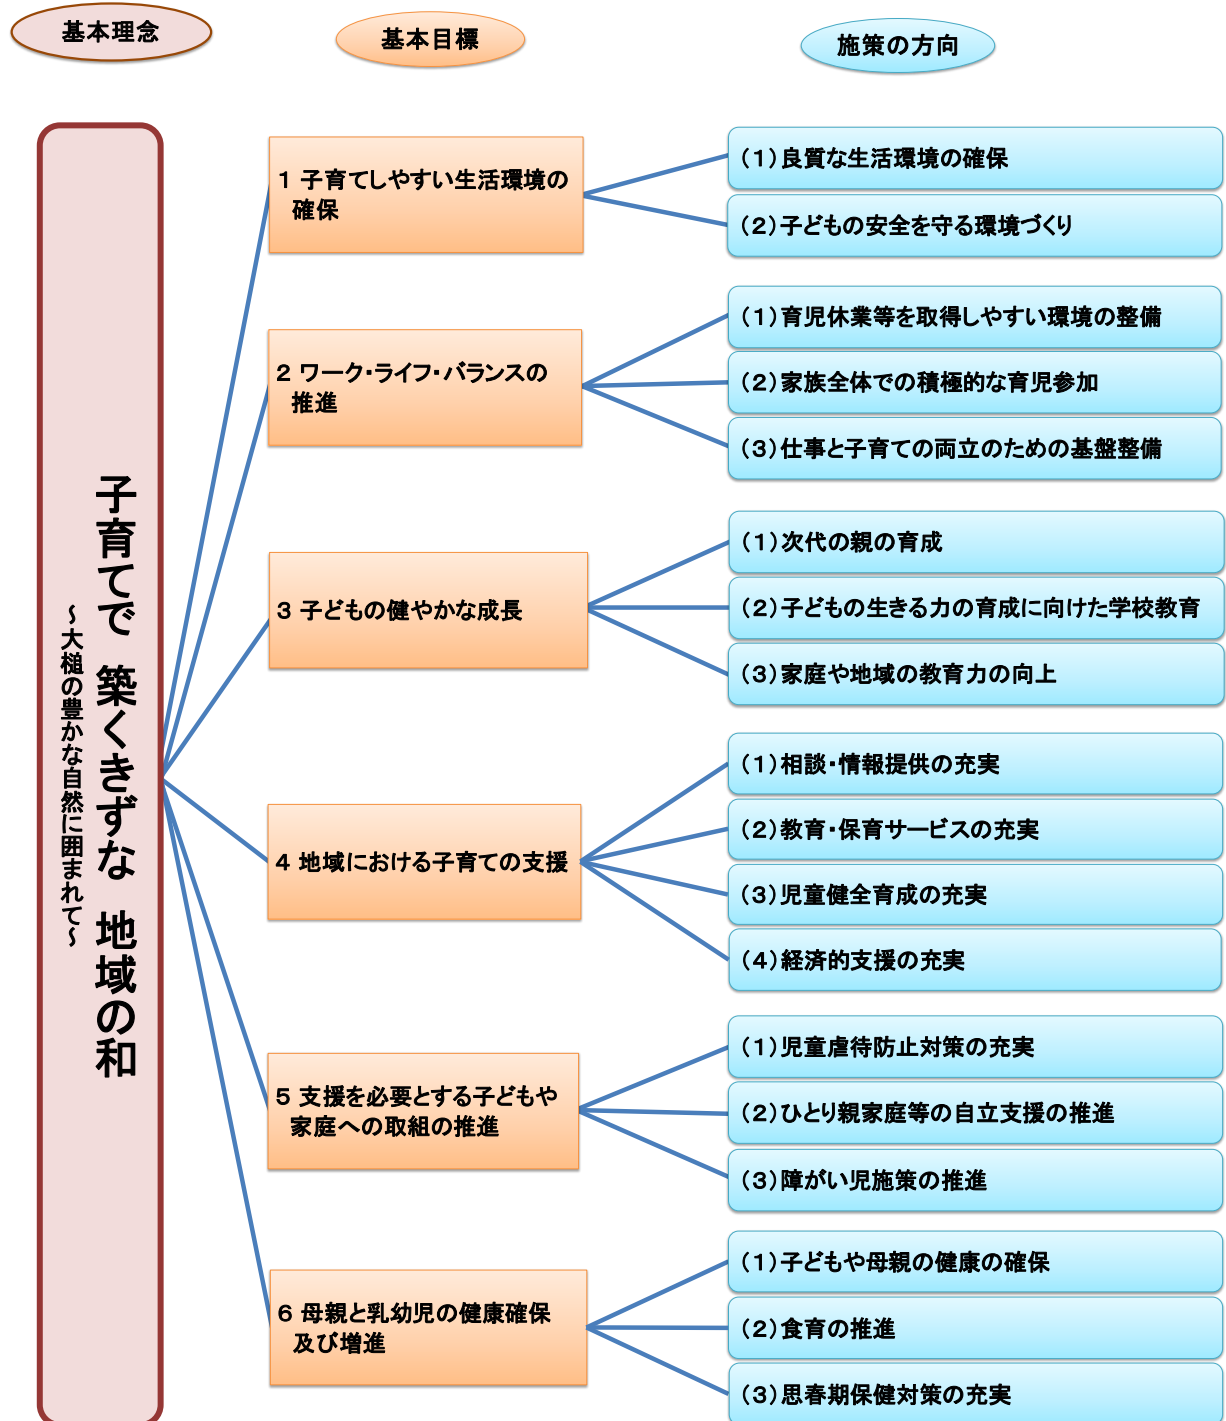 基本理念
基本目標
施策の方向
子育てで 築くきずな 地域の和
～大槌の豊かな自然に囲まれて～
1 子育てしやすい生活環境の
確保
(1)良質な生活環境の確保
(2)子どもの安全を守る環境づくり
2 ワーク・ライフ・バランスの
推進
(1)育児休業等を取得しやすい環境の整備
(2)家族全体での積極的な育児参加
(3)仕事と子育ての両立のための基盤整備
3 子どもの健やかな成長
(1)次代の親の育成
(2)子どもの生きる力の育成に向けた学校教育
(3)家庭や地域の教育力の向上
4 地域における子育ての支援
(1)相談・情報提供の充実
(2)教育・保育サービスの充実
(3)児童健全育成の充実
(4)経済的支援の充実
5 支援を必要とする子どもや
家庭への取組の推進
(1)児童虐待防止対策の充実
(2)ひとり親家庭等の自立支援の推進
(3)障がい児施策の推進
6 母親と乳幼児の健康確保
及び増進
(1)子どもや母親の健康の確保
(2)食育の推進
(3)思春期保健対策の充実